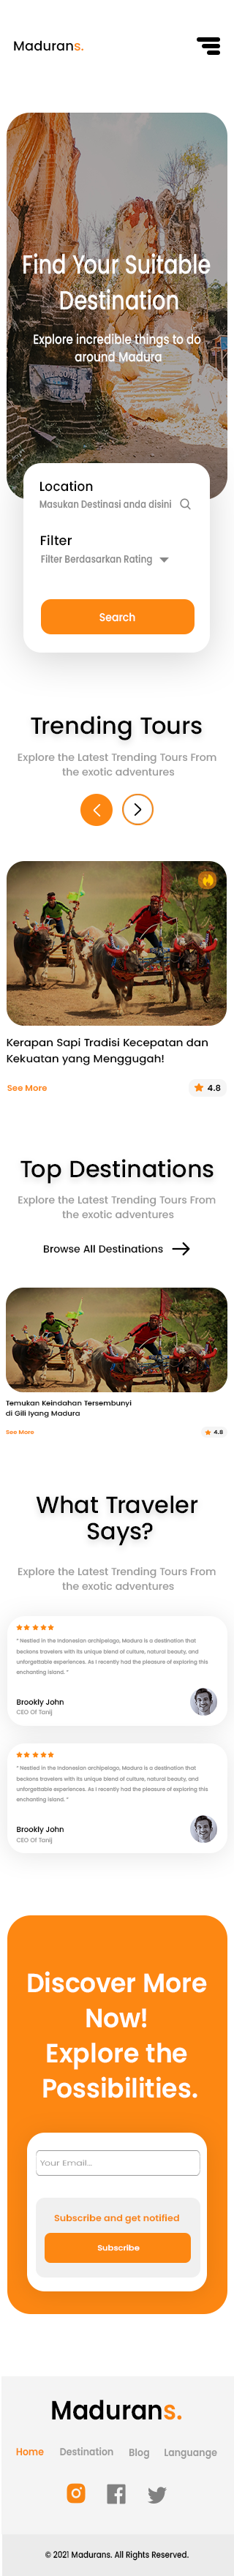 Madurans.
Find Your Suitable
Destination
Explore incredible things to do
around Madura
Location
Masukan Destinasi anda disini
Filter
Filter Berdasarkan Rating
Search
Trending Tours
Explore the Latest Trending Tours From
the exotic adventures
Kerapan Sapi Tradisi Kecepatan dan
Kekuatan yang Menggugah!
See More
4.8
Top Destinations
Explore the Latest Trending Tours From
the exotic adventures
Browse All Destinations
Temukan Keindahan Tersembunyi
di Gili Iyang Madura
See More
4.8
What Traveler
Says?
Explore the Latest Trending Tours From
the exotic adventures
" Nestled in the Indonesian archipelago, Madura is a destination that
beckons travelers with its unique blend of culture, natural beauty, and
unforgettable experiences. As I recently had the pleasure of exploring this
enchanting island. "
Brookly John
CEO Of Tanij
" Nestled in the Indonesian archipelago, Madura is a destination that
beckons travelers with its unique blend of culture, natural beauty, and
unforgettable experiences. As I recently had the pleasure of exploring this
enchanting island. "
Brookly John
CEO Of Tanij
Discover More
Now!
Explore the
Possibilities.
Your Email...
Subscribe and get notified
Subscribe
Madurans.
Home Destination Blog Languange
© 2021 Madurans. All Rights Reserved.